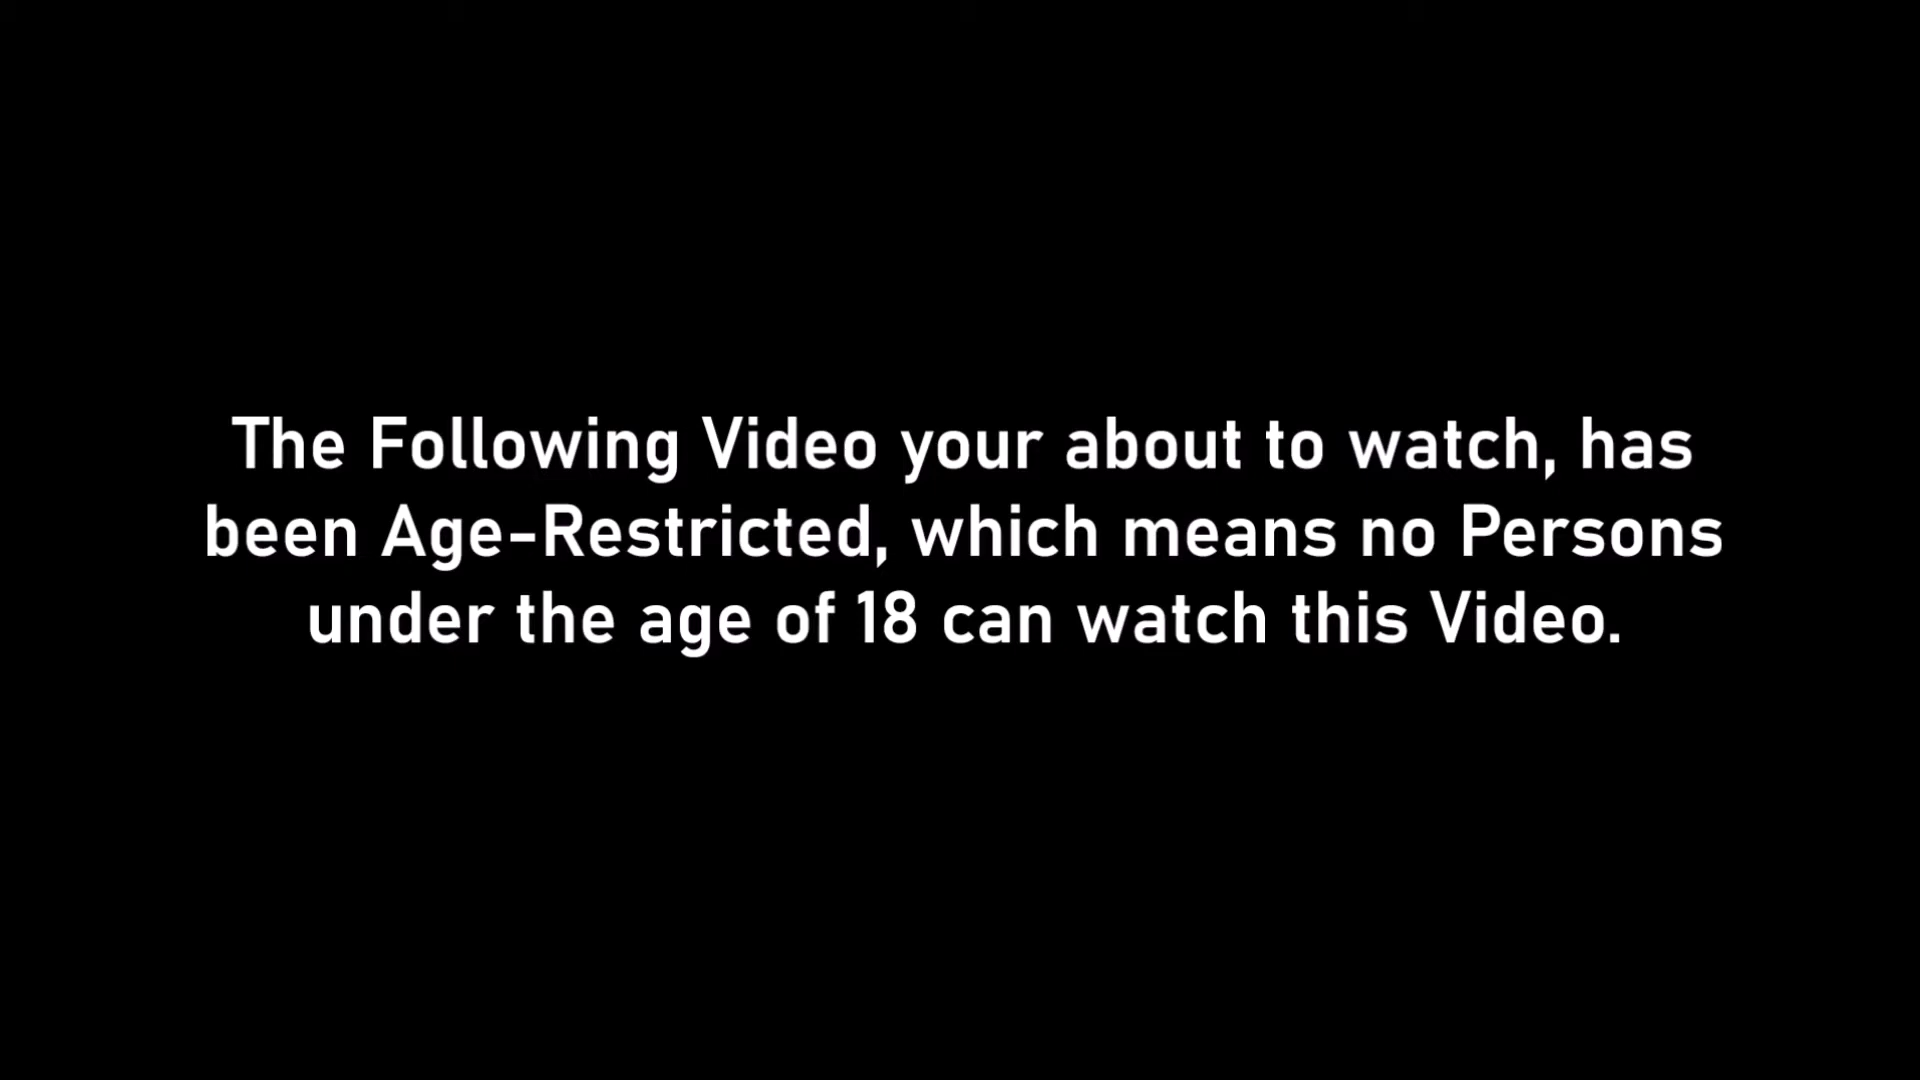 The Following Video your about to watch, has
been Age-Restricted, which means no Persons
under the age of 18 can watch this Video.